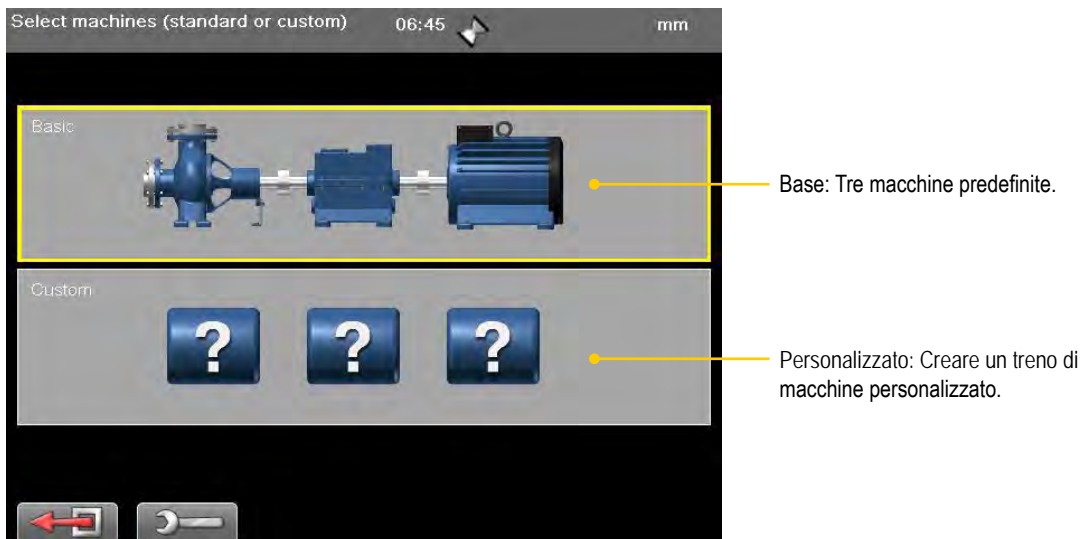 Select machines (standard or custom) 06:45 mm
Basic
Base: Tre macchine predefinite.
Custom
? ? ?
Personalizzato: Creare un treno di
macchine personalizzato.